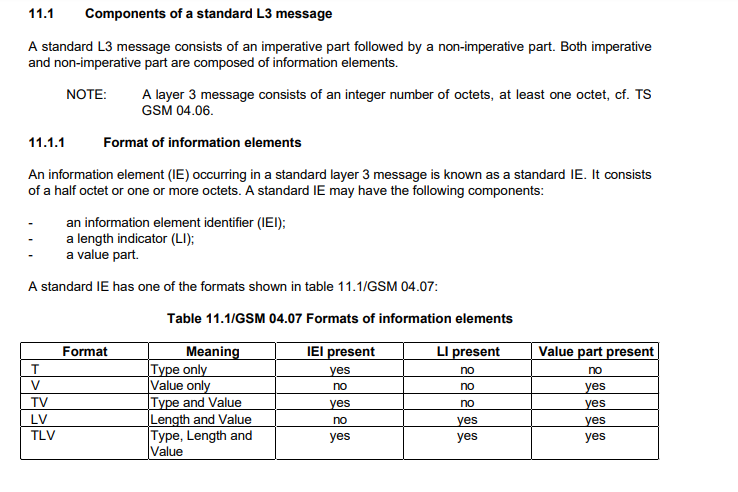 11.1 Components of a standard L3 message
A standard L3 message consists of an imperative part followed by a non-imperative part. Both imperative
and non-imperative part are composed of information elements.
NOTE: A layer 3 message consists of an integer number of octets, at least one octet, cf. TS
GSM 04.06.
11.1.1 Format of information elements
An information element (IE) occurring in a standard layer 3 message is known as a standard IE. It consists
of a half octet or one or more octets. A standard IE may have the following components:
- an information element identifier (IEI);
- a length indicator (LI);
- a value part.
A standard IE has one of the formats shown in table 11.1/GSM 04.07:
Table 11.1/GSM 04.07 Formats of information elements
Format Meaning IEI present LI present Value part present
T Type only yes no no
V Value only no no yes
TV Type and Value yes no yes
LV Length and Value no yes yes
TLV Type, Length and yes yes yes
Value